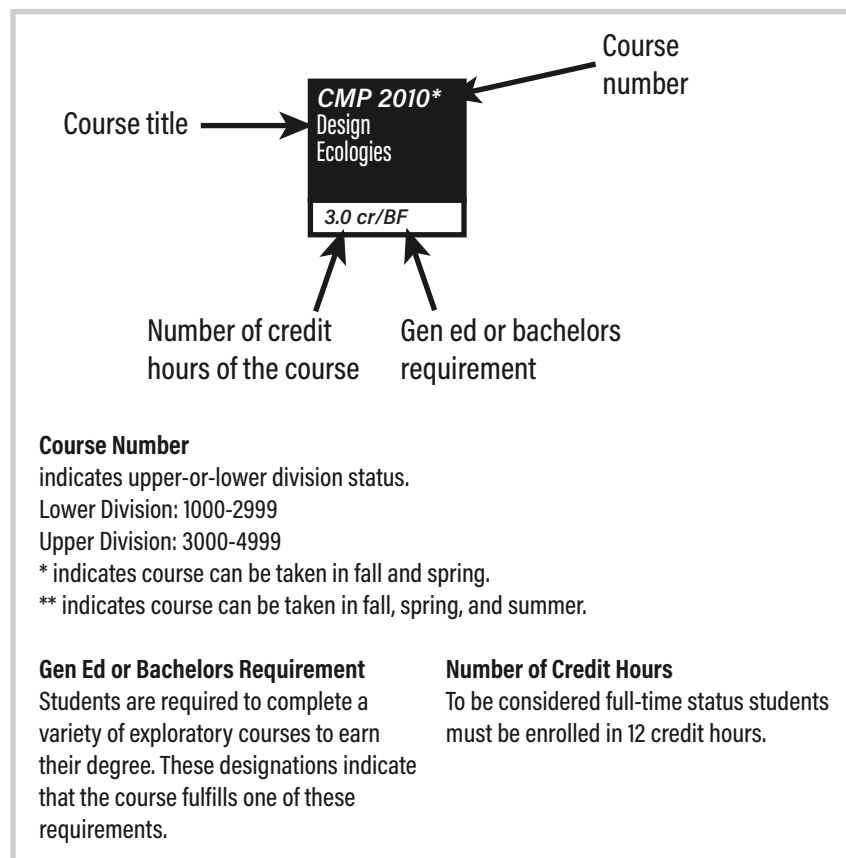 Course
number
Course title
CMP 2010*
Design
Ecologies
3.0 cr/BF
Number of credit
hours of the course
Gen ed or bachelors
requirement
Course Number
indicates upper-or-lower division status.
Lower Division: 1000-2999
Upper Division: 3000-4999
* indicates course can be taken in fall and spring.
** indicates course can be taken in fall, spring, and summer.
Gen Ed or Bachelors Requirement
Students are required to complete a
variety of exploratory courses to earn
their degree. These designations indicate
that the course fulfills one of these
requirements.
Number of Credit Hours
To be considered full-time status students
must be enrolled in 12 credit hours.